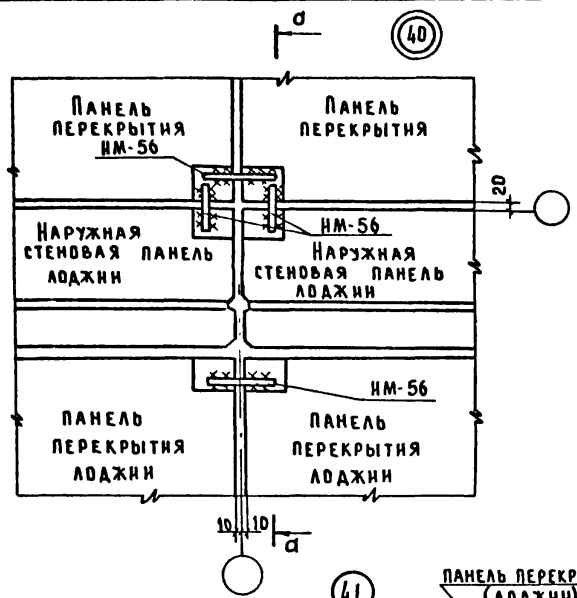 а
40
ПАНЕЛЬ
ПЕРЕКРЫТИЯ
НМ-56
ПАНЕЛЬ
ПЕРЕКРЫТИЯ
20
НМ-56
НАРУЖНАЯ
СТЕНОВАЯ ПАНЕЛЬ
ЛОДЖИИ
НАРУЖНАЯ
СТЕНОВАЯ ПАНЕЛЬ
ЛОДЖИИ
НМ-56
ПАНЕЛЬ
ПЕРЕКРЫТИЯ
ЛОДЖИИ
ПАНЕЛЬ
ПЕРЕКРЫТИЯ
ЛОДЖИИ
10 10
а
41
ПАНЕЛЬ ПЕРЕКР
(ЛОДЖИИ)